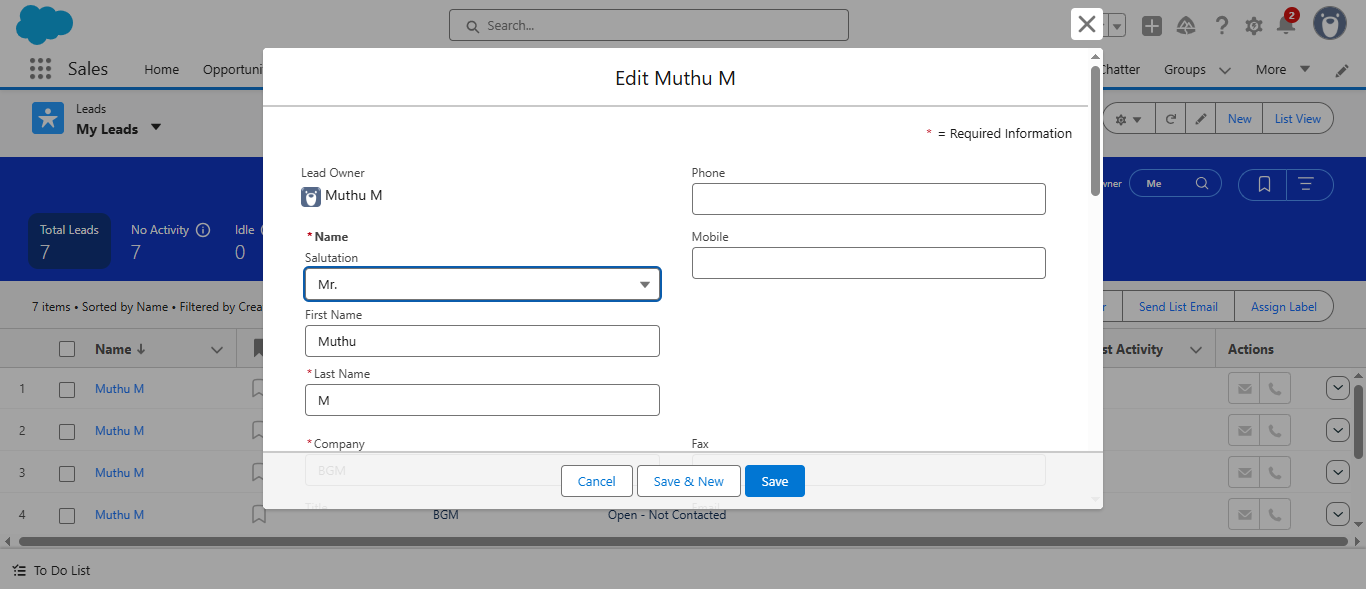 Search...
2
Sales
Home
Opportuni
Chatter
Groups
More
Leads
My Leads
New
List View
Total Leads
7
No Activity
7
Idle
0
wner
Me
7 items • Sorted by Name • Filtered by Crea
r
Send List Email
Assign Label
Name
st Activity
Actions
1
Muthu M
2
Muthu M
3
Muthu M
4
Muthu M
BGM
Open - Not Contacted
Edit Muthu M
* = Required Information
Lead Owner
Muthu M
Phone
*Name
Salutation
Mr.
Mobile
First Name
Muthu
*Last Name
M
*Company
BGM
Fax
Title
Email
Cancel
Save & New
Save
To Do List